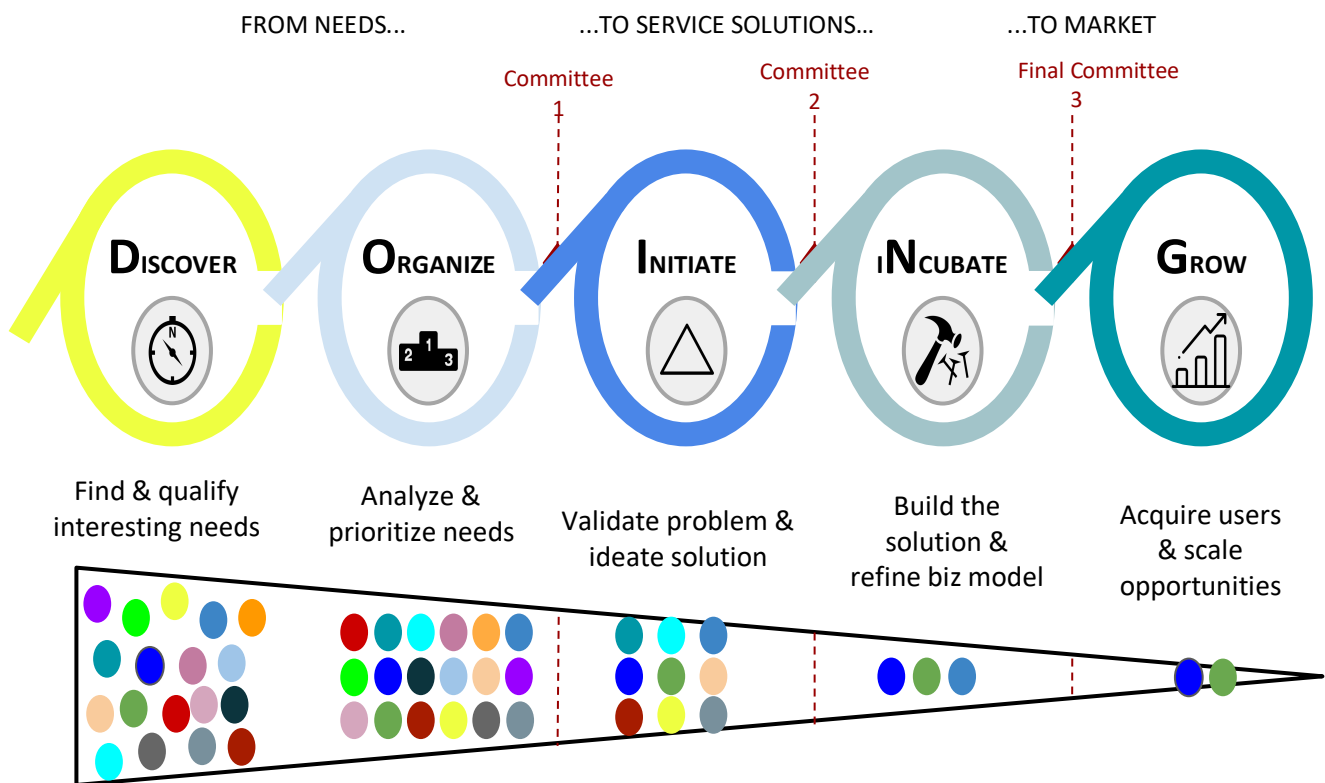 FROM NEEDS...
...TO SERVICE SOLUTIONS...
...TO MARKET
Committee
1
Committee
2
Final Committee
3
DISCOVER
ORGANIZE
INITIATE
iNCUBATE
GROW
N
2 1 3
Find & qualify
interesting needs
Analyze &
prioritize needs
Validate problem &
ideate solution
Build the
solution &
refine biz model
Acquire users
& scale
opportunities